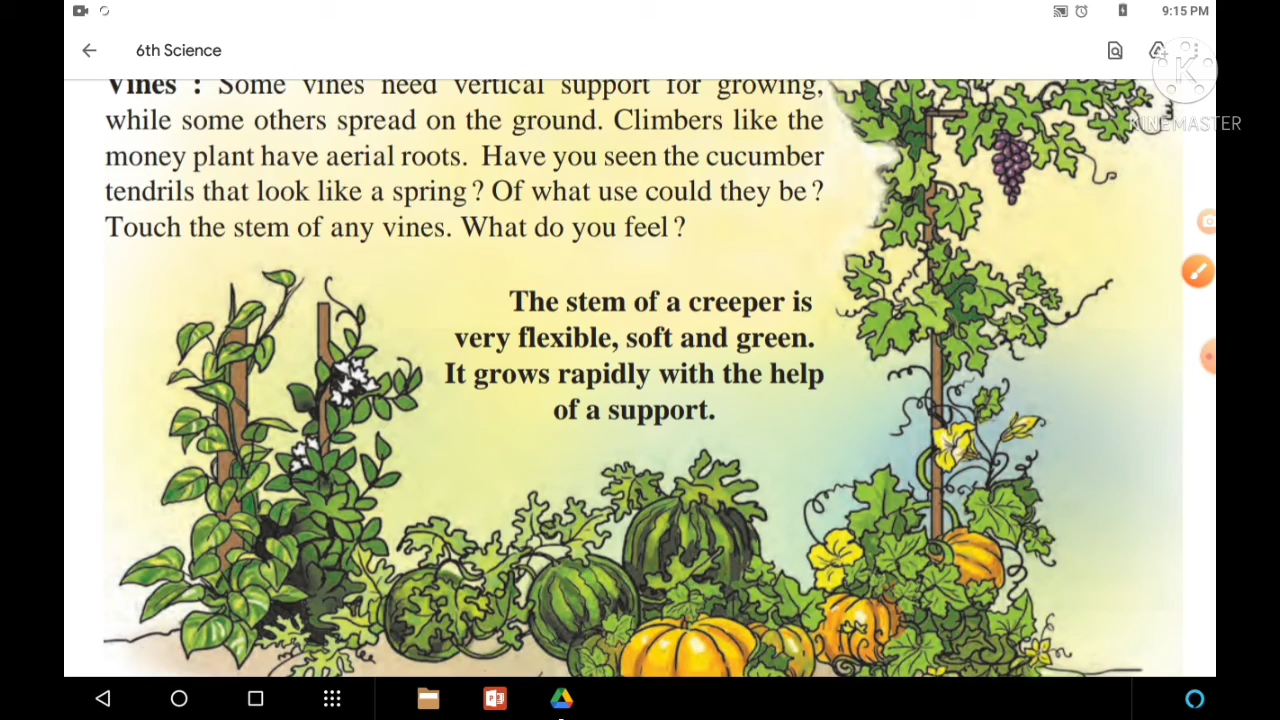 9:15 PM
6th Science
KINEMASTER
Vines : Some vines need vertical support for growing,
while some others spread on the ground. Climbers like the
money plant have aerial roots. Have you seen the cucumber
tendrils that look like a spring ? Of what use could they be ?
Touch the stem of any vines. What do you feel ?
The stem of a creeper is
very flexible, soft and green.
It grows rapidly with the help
of a support.